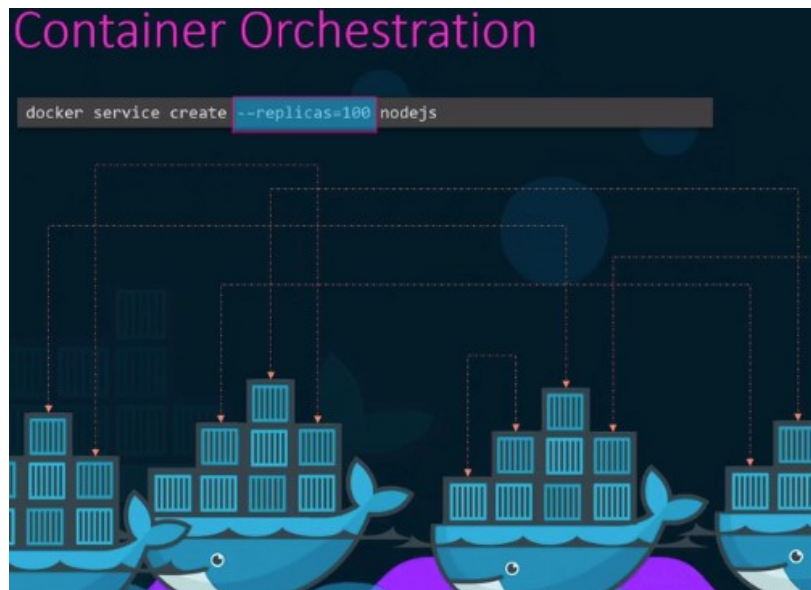 Container Orchestration
docker service create --replicas=100 nodejs